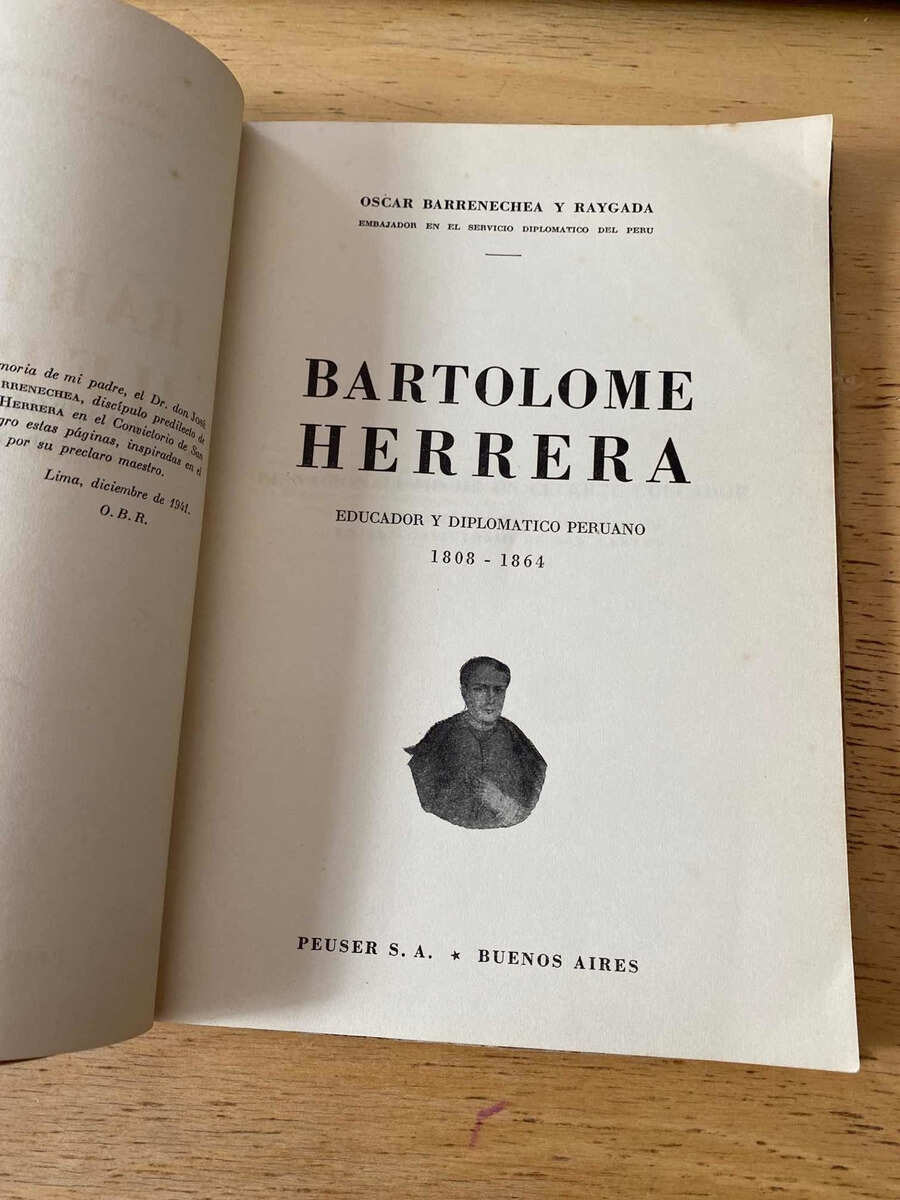 moria de mi padre, el Dr. don José
RRENECHEA, discípulo predilecto de
HERRERA en el Convictorio de San
gro estas páginas, inspiradas en el
por su preclaro maestro.
Lima, diciembre de 1941.
O. B. R.
OSCAR BARRENECHEA Y RAYGADA
EMBAJADOR EN EL SERVICIO DIPLOMATICO DEL PERU
BARTOLOME
HERRERA
EDUCADOR Y DIPLOMATICO PERUANO
1808 - 1864
PEUSER S. A. ★ BUENOS AIRES